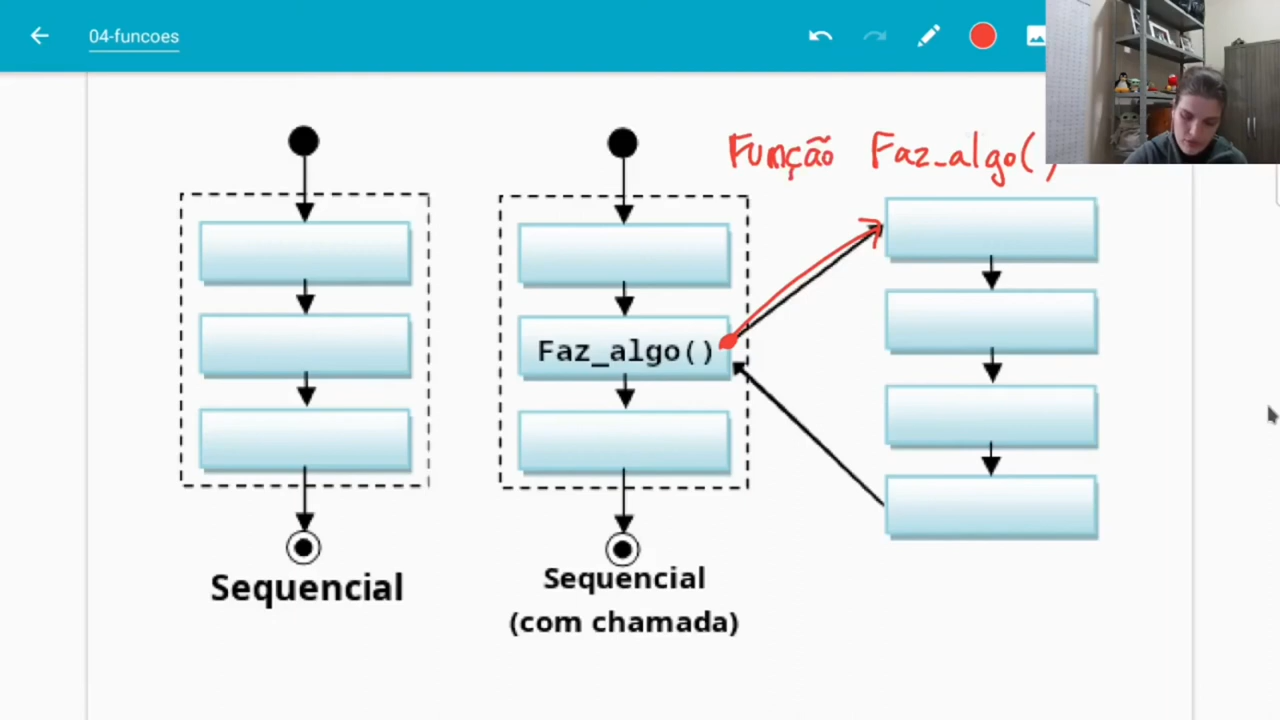 04-funcoes
Função Faz_algo()
Faz_algo()
Sequencial
Sequencial
(com chamada)